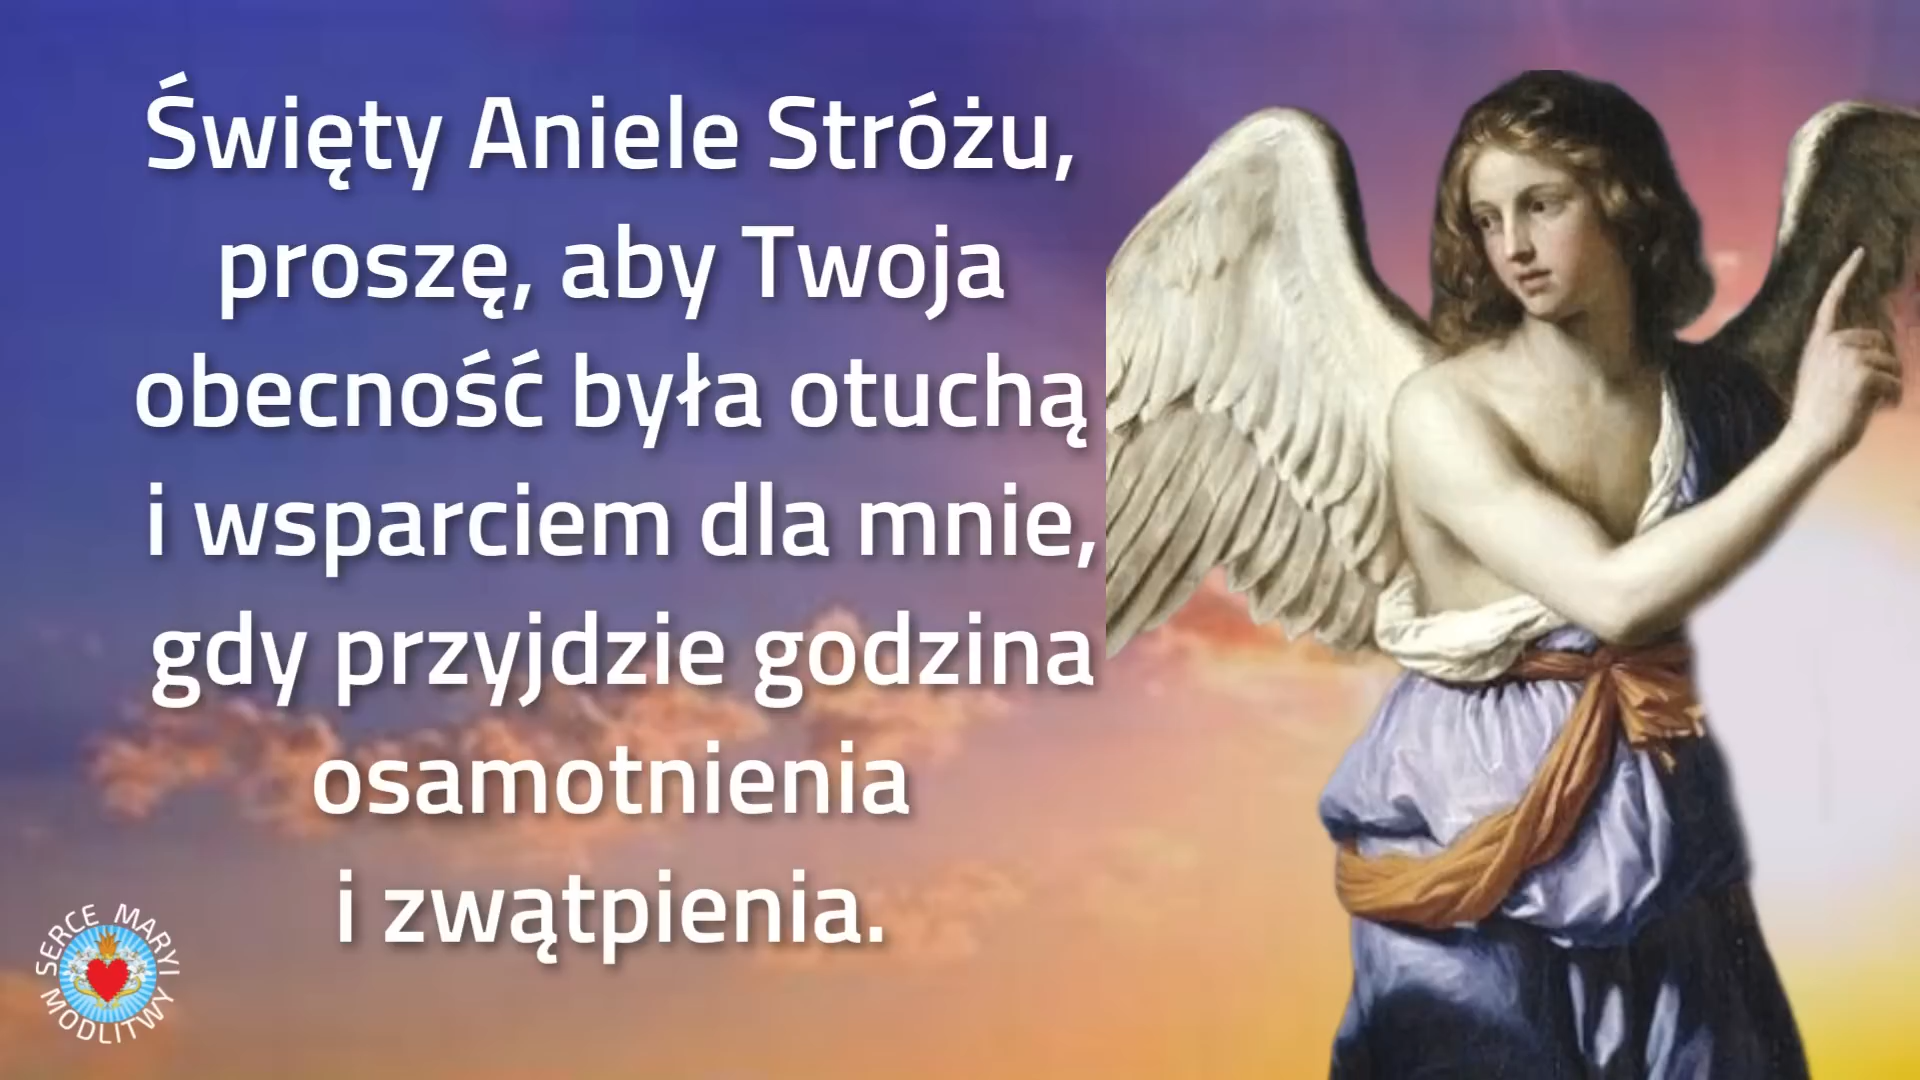 Święty Aniele Stróżu,
proszę, aby Twoja
obecność była otuchą
i wsparciem dla mnie,
gdy przyjdzie godzina
osamotnienia
i zwątpienia.
SERCE MARYI
MODLITWY